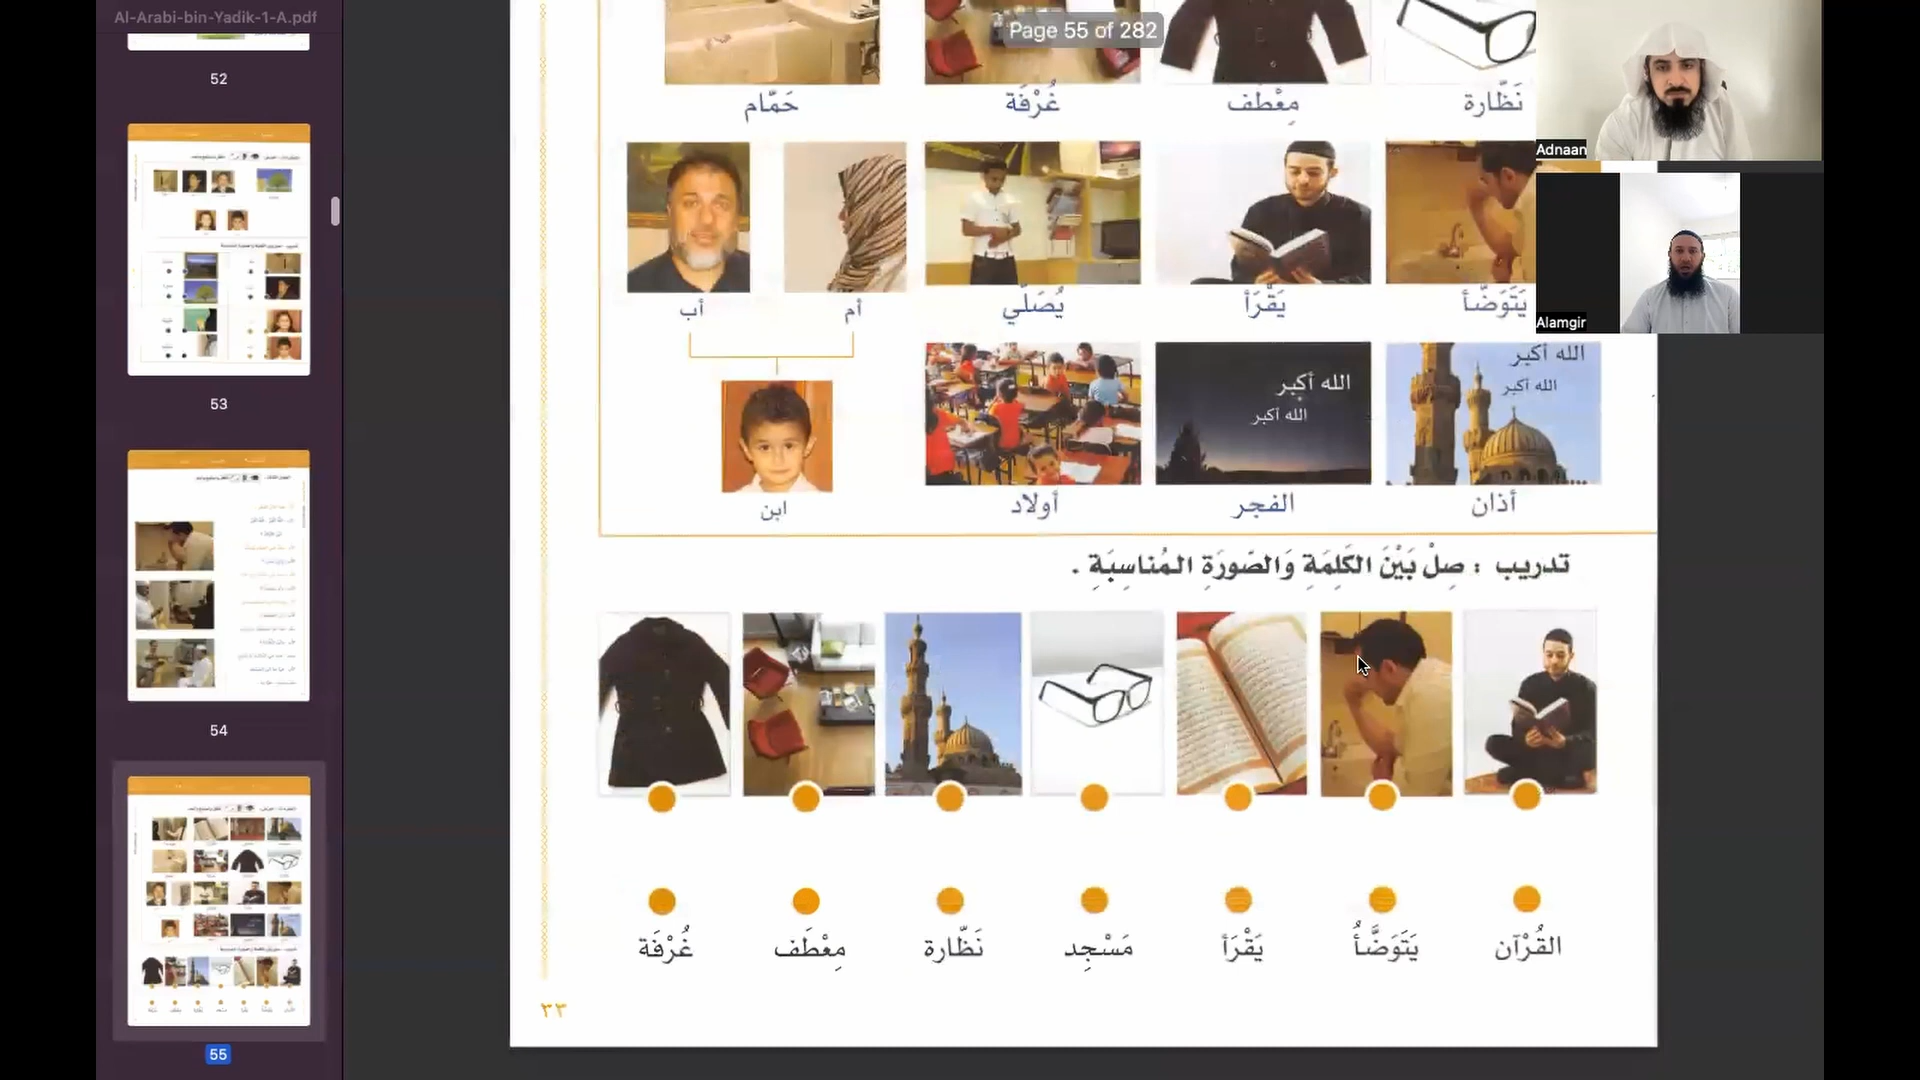 Al-Arabi-bin-Yadik-1-A.pdf
52
53
54
55
Page 55 of 282
Adnaan
Alamgir
نَظّارة مِعْطَف غُرْفَة حَمّام
يَتَوَضّأ يَقْرَأ يُصَلّي أم أب
الله أكبر
الله أكبر
الله أكبر
الله أكبر
أذان الفجر أولاد ابن
تدريب : صِلْ بَيْنَ الكَلِمَةِ وَالصّورَةِ المُناسِبَةِ .
القُرْآن يَتَوَضَّأُ يَقْرَأ مَسْجِد نَظّارة مِعْطَف غُرْفَة
٢٣